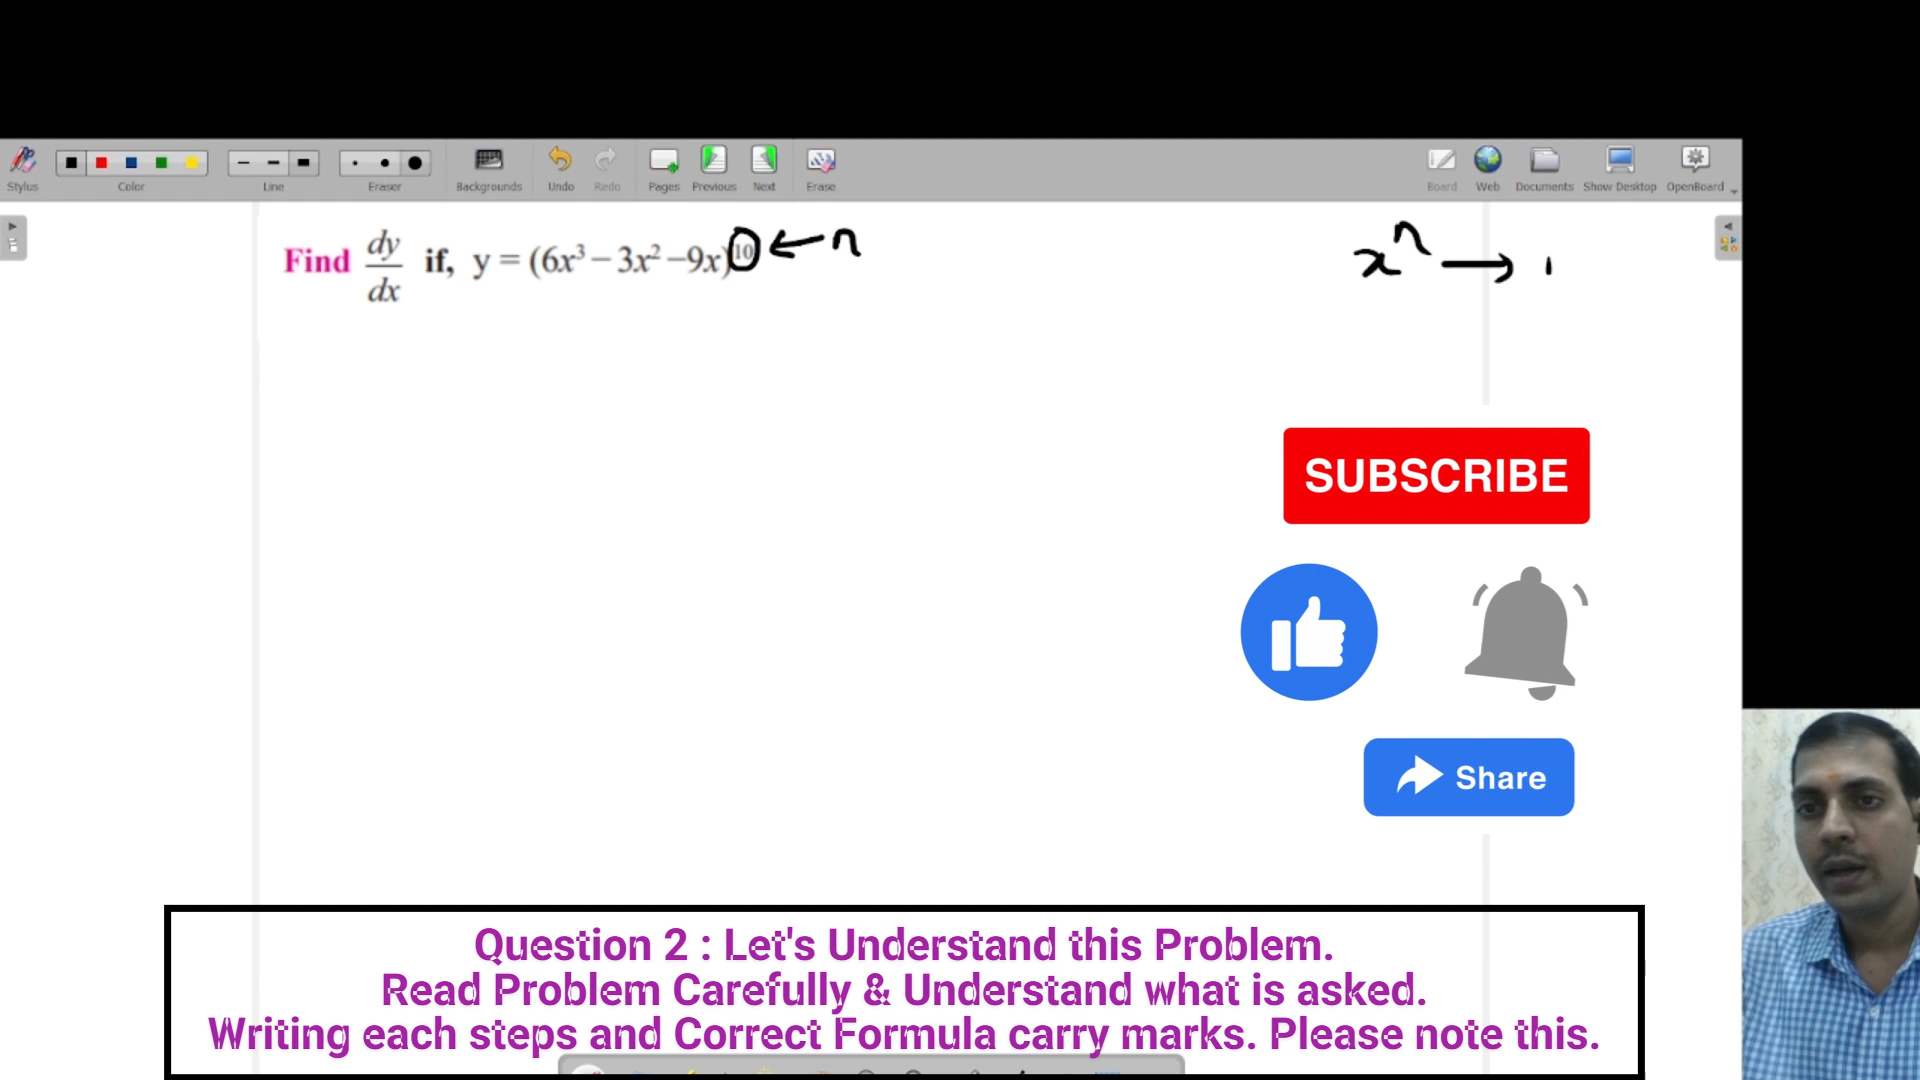 Stylus Color Line Eraser Backgrounds Undo Redo Pages Previous Next Erase Board Web Documents Show Desktop OpenBoard
Find dy/dx if, y = (6x³ – 3x² –9x)¹⁰ ← n
xⁿ →
SUBSCRIBE
Share
Question 2 : Let's Understand this Problem.
Read Problem Carefully & Understand what is asked.
Writing each steps and Correct Formula carry marks. Please note this.